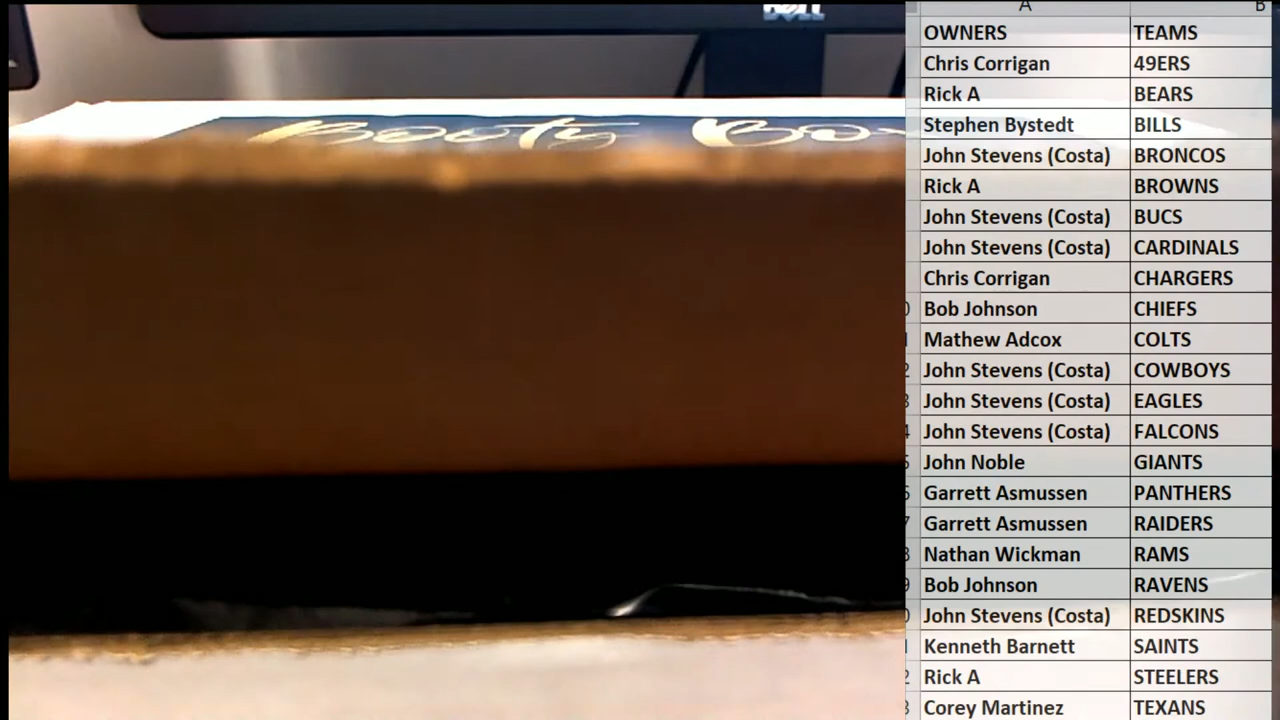 DELL
Booty
A B
OWNERS TEAMS
Chris Corrigan 49ERS
Rick A BEARS
Stephen Bystedt BILLS
John Stevens (Costa) BRONCOS
Rick A BROWNS
John Stevens (Costa) BUCS
John Stevens (Costa) CARDINALS
Chris Corrigan CHARGERS
Bob Johnson CHIEFS
Mathew Adcox COLTS
John Stevens (Costa) COWBOYS
John Stevens (Costa) EAGLES
John Stevens (Costa) FALCONS
John Noble GIANTS
Garrett Asmussen PANTHERS
Garrett Asmussen RAIDERS
Nathan Wickman RAMS
Bob Johnson RAVENS
John Stevens (Costa) REDSKINS
Kenneth Barnett SAINTS
Rick A STEELERS
Corey Martinez TEXANS